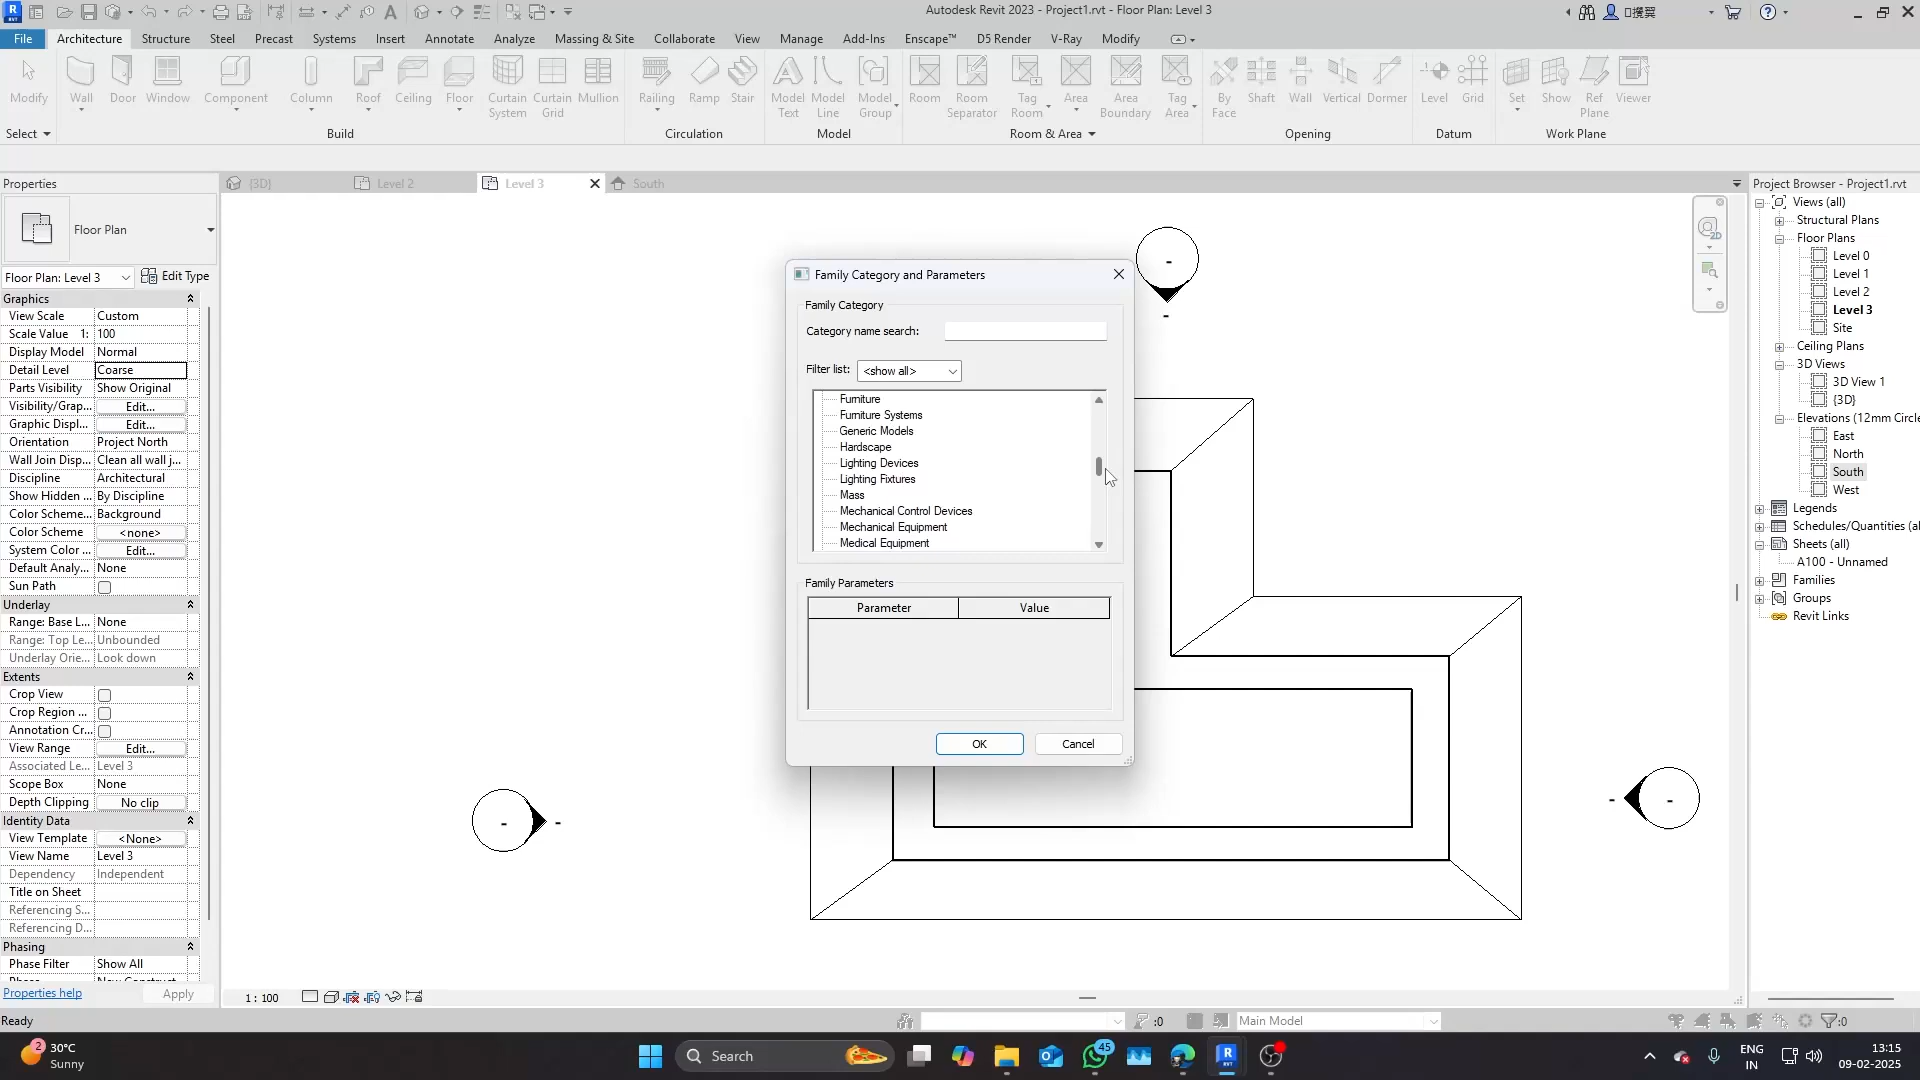 Autodesk Revit 2023 - Project1.rvt - Floor Plan: Level 3
File
Architecture
Structure
Steel
Precast
Systems
Insert
Annotate
Analyze
Massing & Site
Collaborate
View
Manage
Add-Ins
Enscape™
D5 Render
V-Ray
Modify
Modify
Wall
Door
Window
Component
Column
Roof
Ceiling
Floor
Curtain System
Curtain Grid
Mullion
Railing
Ramp
Stair
Model Text
Model Line
Model Group
Room
Room Separator
Tag Room
Area
Area Boundary
Tag Area
By Face
Shaft
Wall
Vertical
Dormer
Level
Grid
Set
Show
Ref Plane
Viewer
Select
Build
Circulation
Model
Room & Area
Opening
Datum
Work Plane
Properties
{3D}
Level 2
Level 3
South
Project Browser - Project1.rvt
Floor Plan
Floor Plan: Level 3
Edit Type
Graphics
View Scale Custom
Scale Value 1: 100
Display Model Normal
Detail Level Coarse
Parts Visibility Show Original
Visibility/Grap... Edit...
Graphic Displ... Edit...
Orientation Project North
Wall Join Disp... Clean all wall j...
Discipline Architectural
Show Hidden ... By Discipline
Color Scheme... Background
Color Scheme <none>
System Color ... Edit...
Default Analy... None
Sun Path
Underlay
Range: Base L... None
Range: Top Le... Unbounded
Underlay Orie... Look down
Extents
Crop View
Crop Region ...
Annotation Cr...
View Range Edit...
Associated Le... Level 3
Scope Box None
Depth Clipping No clip
Identity Data
View Template <None>
View Name Level 3
Dependency Independent
Title on Sheet
Referencing S...
Referencing D...
Phasing
Phase Filter Show All
Properties help
Apply
Family Category and Parameters
Family Category
Category name search:
Filter list: <show all>
Furniture
Furniture Systems
Generic Models
Hardscape
Lighting Devices
Lighting Fixtures
Mass
Mechanical Control Devices
Mechanical Equipment
Medical Equipment
Family Parameters
Parameter Value
OK Cancel
Views (all)
Structural Plans
Floor Plans
Level 0
Level 1
Level 2
Level 3
Site
Ceiling Plans
3D Views
3D View 1
{3D}
Elevations (12mm Circle
East
North
South
West
Legends
Schedules/Quantities (al
Sheets (all)
A100 - Unnamed
Families
Groups
Revit Links
1 : 100
Ready
:0
Main Model
:0
2
30°C
Sunny
Search
45
ENG
IN
13:15
09-02-2025